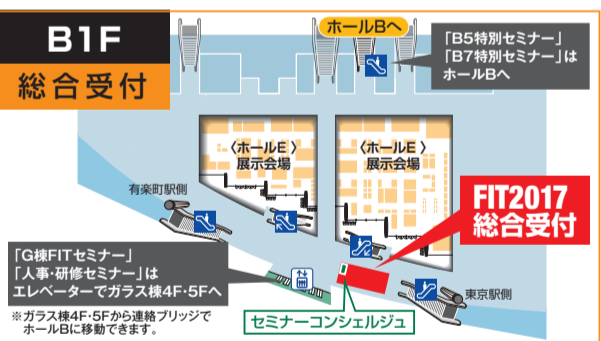 B1F
総合受付
ホールBへ
「B5特別セミナー」
「B7特別セミナー」は
ホールBへ
〈ホールE〉
展示会場
〈ホールE〉
展示会場
有楽町駅側
FIT2017
総合受付
「G棟FITセミナー」
「人事・研修セミナー」は
エレベーターでガラス棟4F・5Fへ
東京駅側
※ガラス棟4F・5Fから連絡ブリッジで
ホールBに移動できます。
セミナーコンシェルジュ